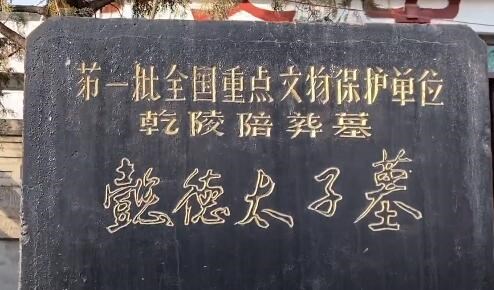 第一批全国重点文物保护单位
乾陵陪葬墓
懿德太子墓